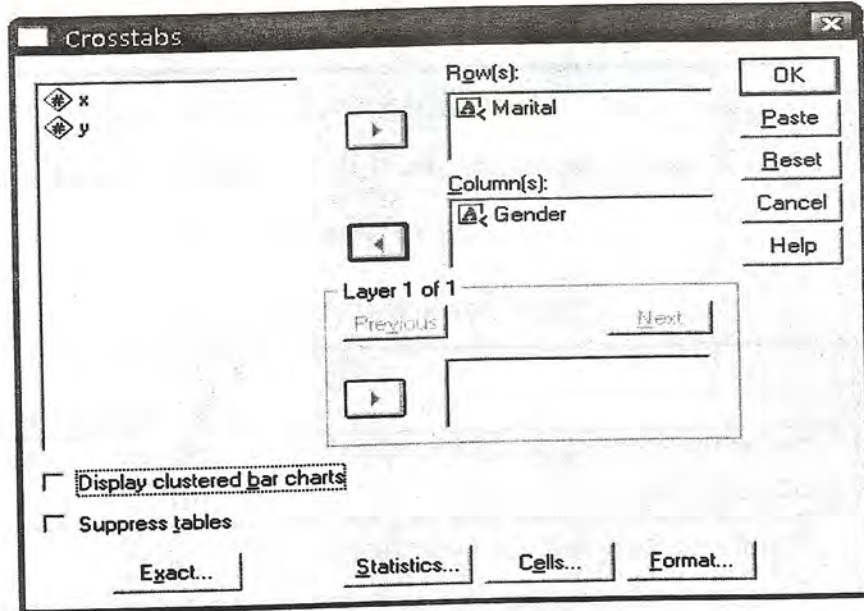 Crosstabs
x
y
Row(s):
Marital
Column(s):
Gender
Layer 1 of 1
Previous
Next
OK
Paste
Reset
Cancel
Help
Display clustered bar charts
Suppress tables
Exact...
Statistics...
Cells...
Format...